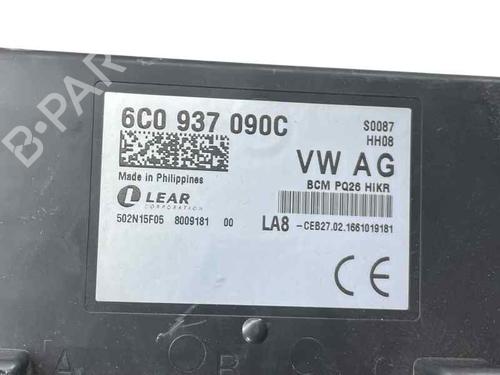 B-PARTS
6C0 937 090C
S0087
HH08
VW AG
Made in Philippines
BCM PQ26 HIKR
LEAR
CORPORATION
502N15F05 8009181 00
LA8 -CEB27.02.1661019181
CE
A B C